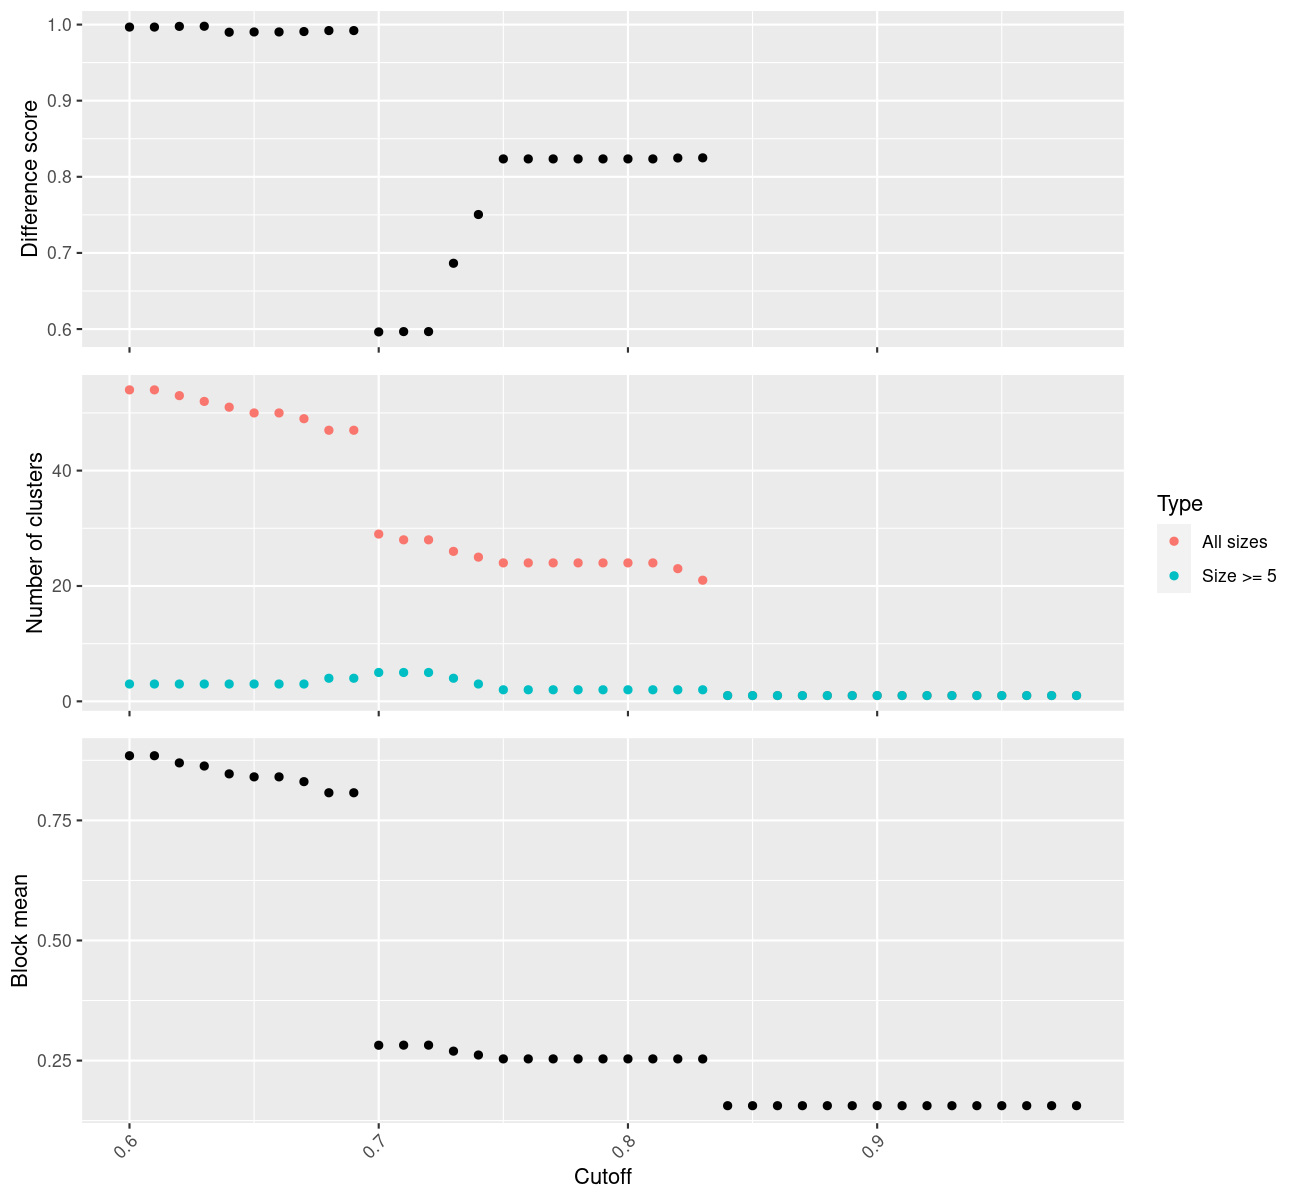 1.0
0.9
0.8
0.7
0.6
Difference score
40
20
0
Number of clusters
Type
All sizes
Size >= 5
0.75
0.50
0.25
Block mean
0.6
0.7
0.8
0.9
Cutoff